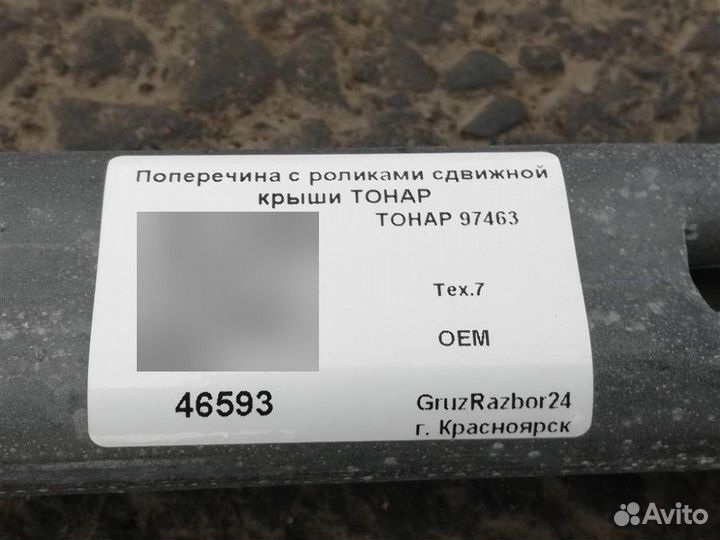 Поперечина с роликами сдвижной
крыши ТОНАР
ТОНАР 97463
Тех.7
OEM
46593
GruzRazbor24
г. Красноярск
Avito